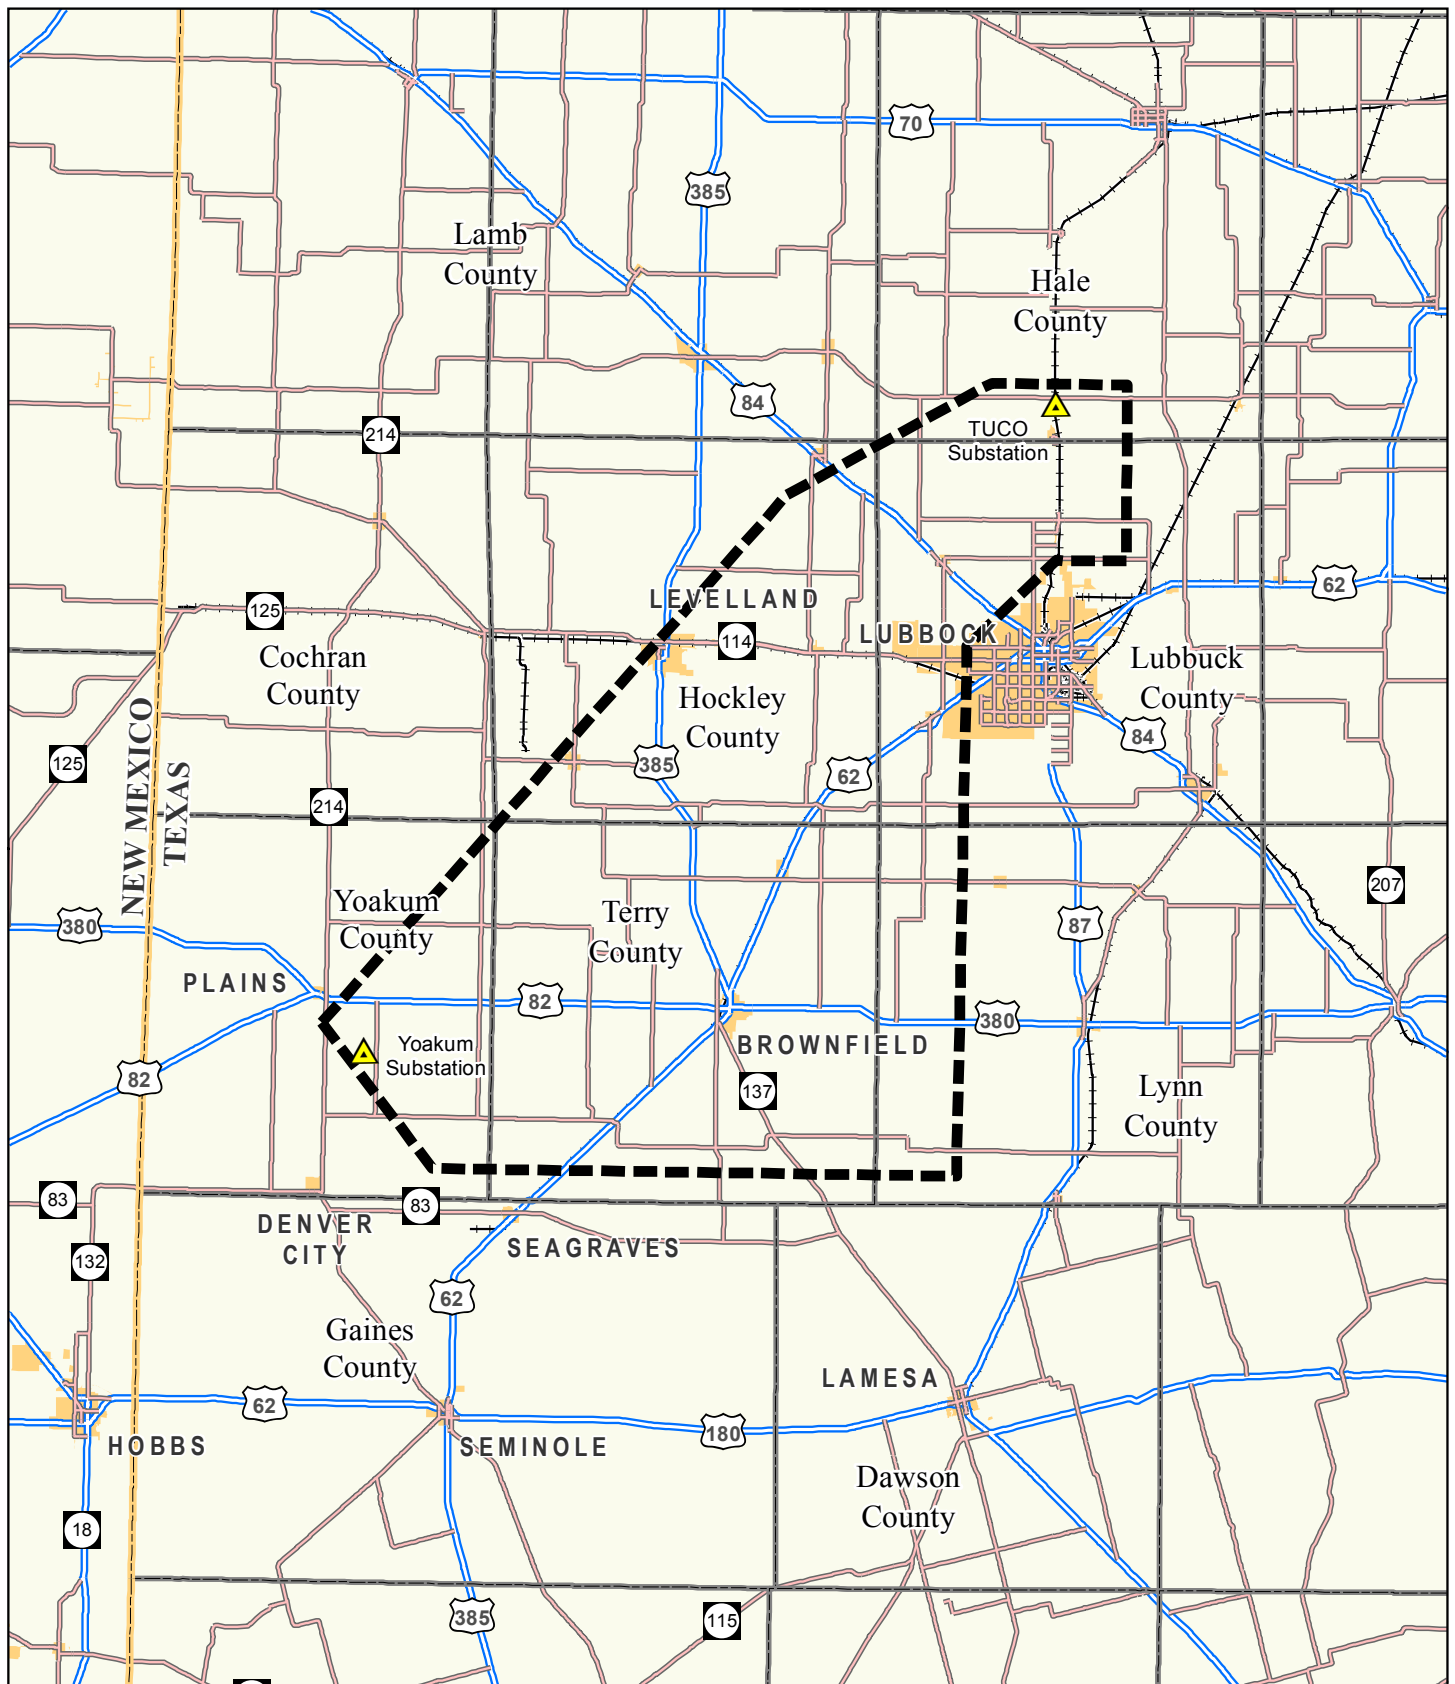 70
385
Lamb
County
Hale
County
84
214
TUCO
Substation
62
LEVELLAND
125
114
LUBBOCK
Cochran
County
Lubbuck
County
Hockley
County
NEW MEXICO
TEXAS
125
385
62
84
214
207
Yoakum
County
Terry
County
380
87
PLAINS
82
380
Yoakum
Substation
BROWNFIELD
82
137
Lynn
County
83
83
DENVER
CITY
SEAGRAVES
132
62
Gaines
County
LAMESA
62
180
HOBBS
SEMINOLE
Dawson
County
18
385
115